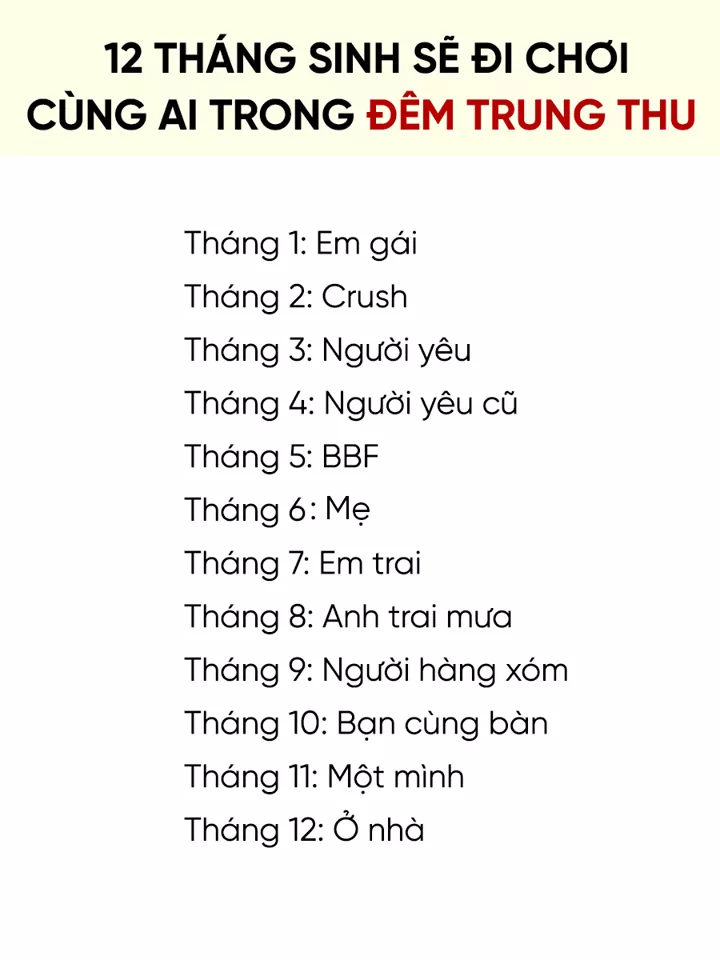 12 THÁNG SINH SẼ ĐI CHƠI
CÙNG AI TRONG ĐÊM TRUNG THU
Tháng 1: Em gái
Tháng 2: Crush
Tháng 3: Người yêu
Tháng 4: Người yêu cũ
Tháng 5: BBF
Tháng 6: Mẹ
Tháng 7: Em trai
Tháng 8: Anh trai mưa
Tháng 9: Người hàng xóm
Tháng 10: Bạn cùng bàn
Tháng 11: Một mình
Tháng 12: Ở nhà